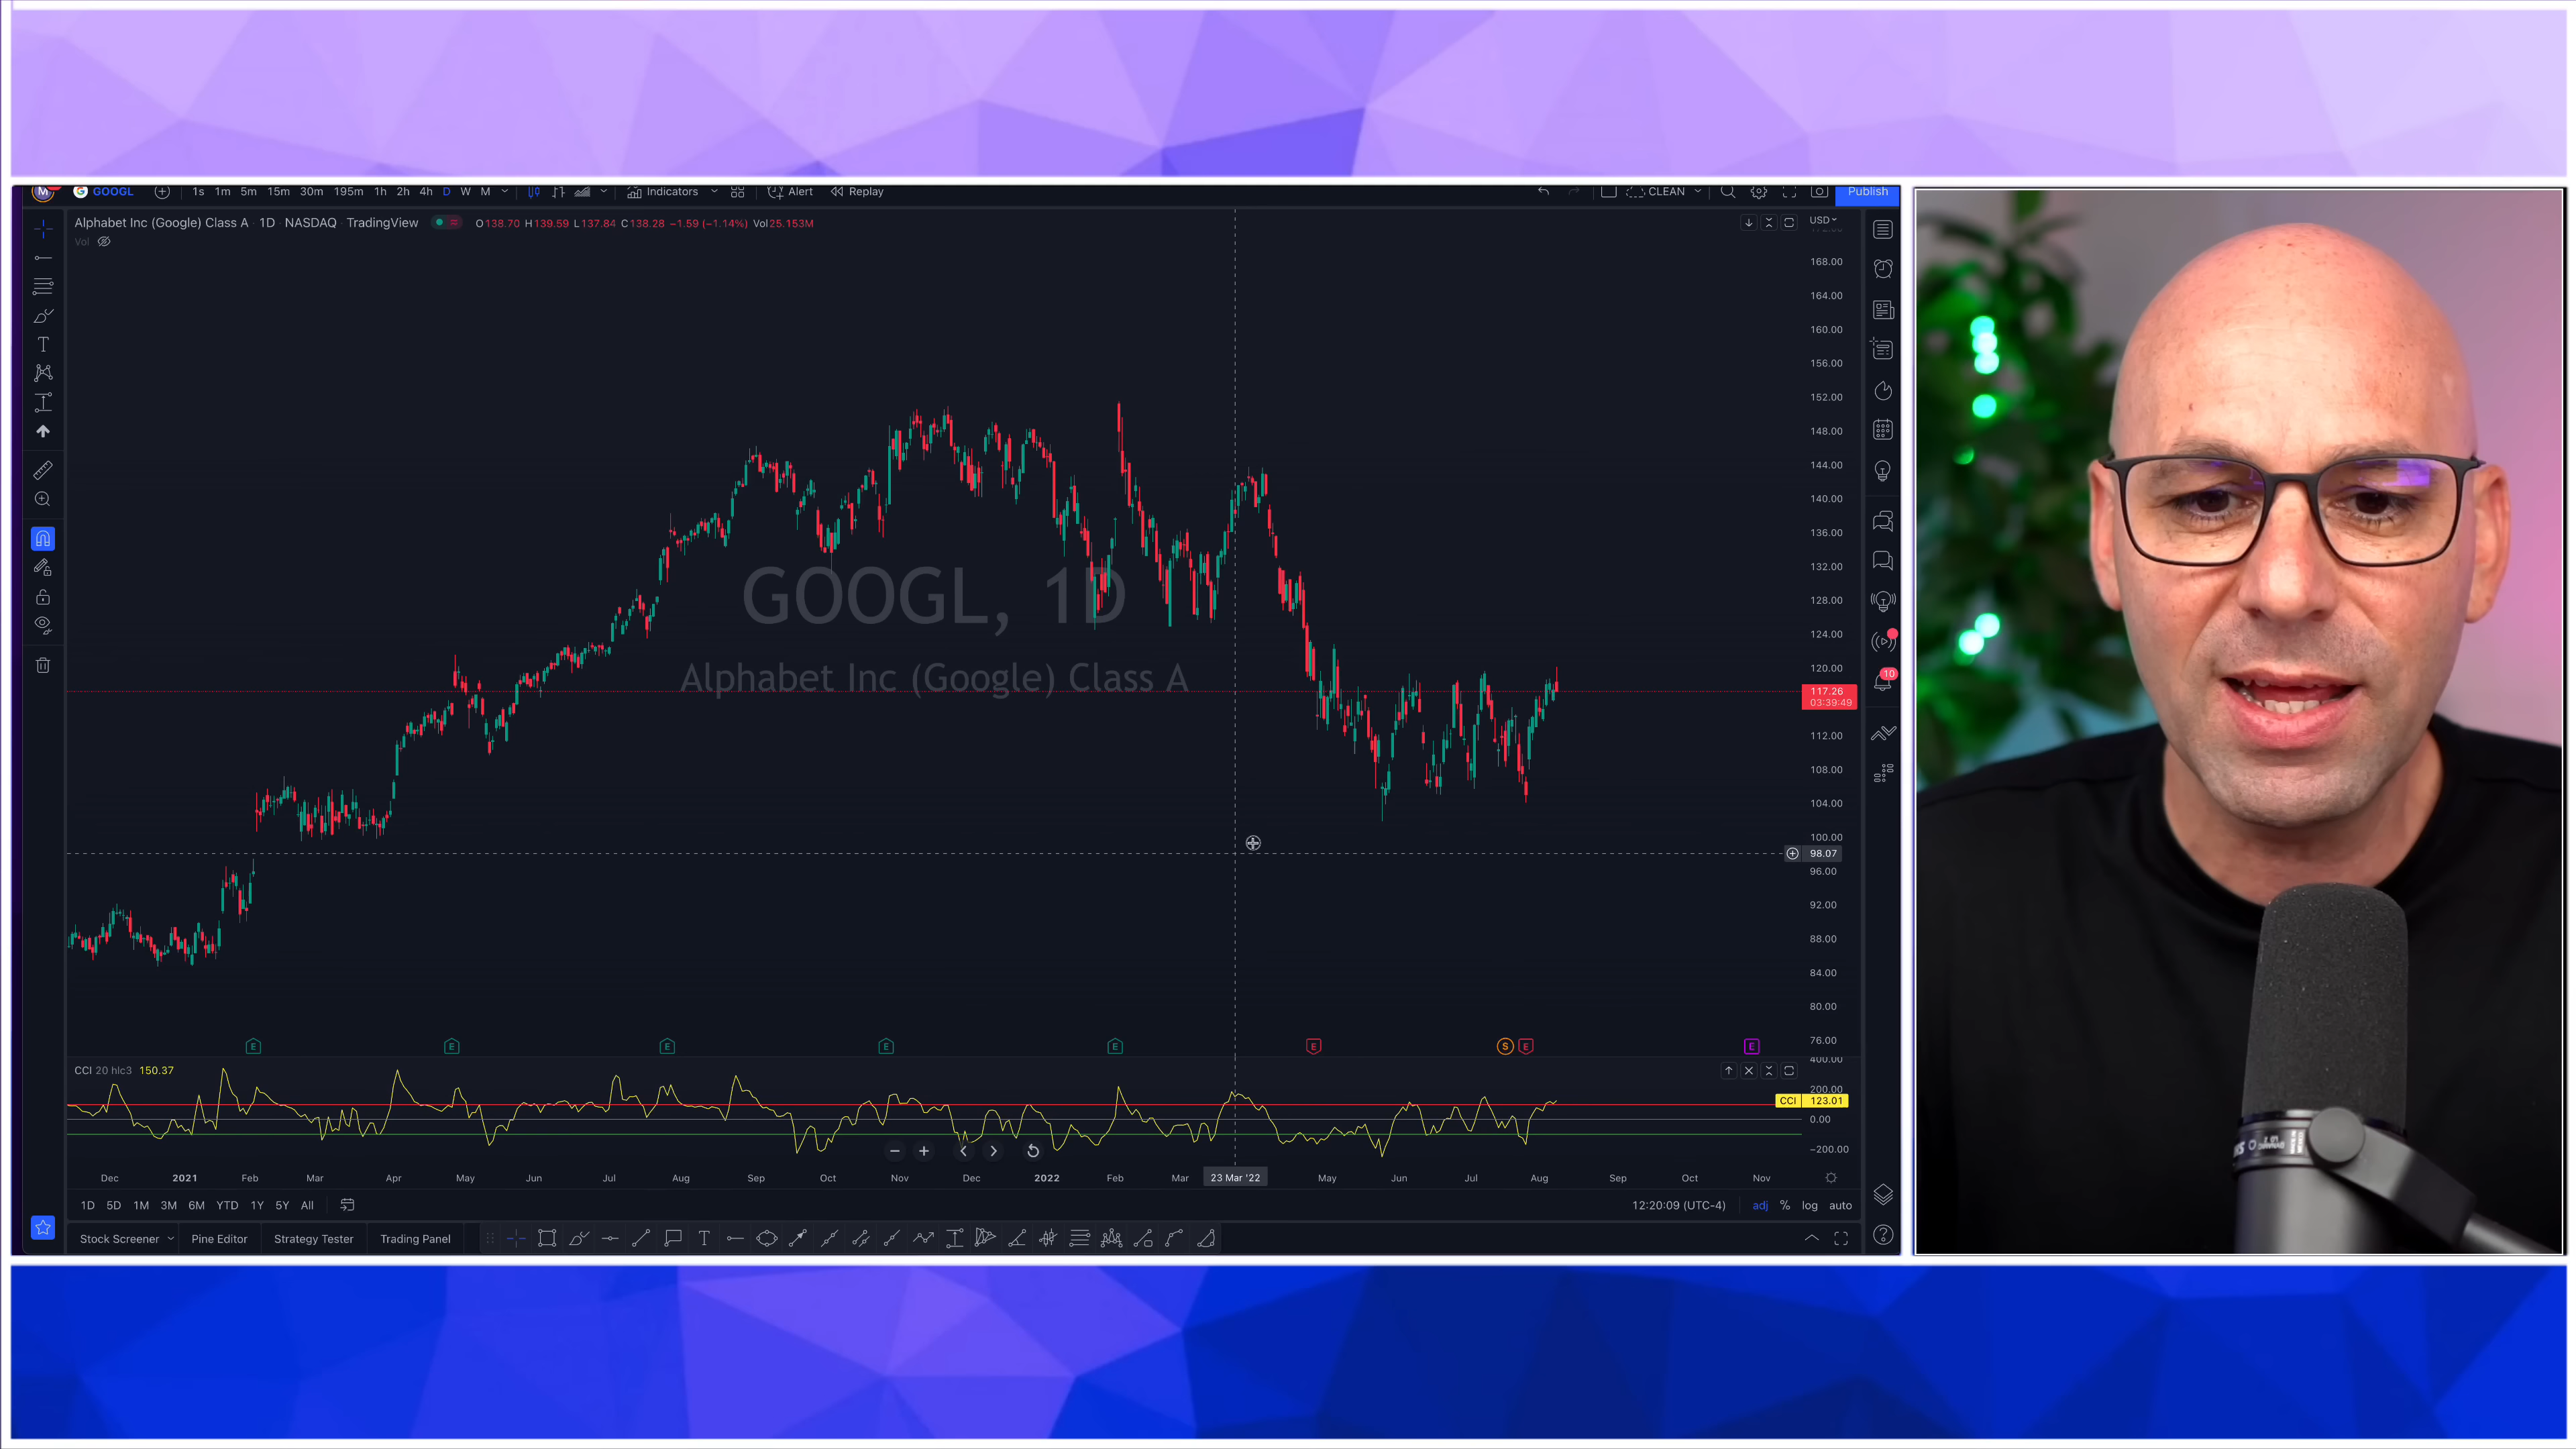 M GOOGL 1s 1m 5m 15m 30m 195m 1h 2h 4h D W M Indicators Alert Replay CLEAN Publish
Alphabet Inc (Google) Class A · 1D · NASDAQ · TradingView O138.70 H139.59 L137.84 C138.28 −1.59 (−1.14%) Vol25.153M USD
Vol
168.00
164.00
160.00
156.00
152.00
148.00
144.00
140.00
136.00
132.00
GOOGL, 1D
128.00
124.00
120.00
Alphabet Inc (Google) Class A
117.26
03:39:49
10
112.00
108.00
104.00
100.00
98.07
96.00
92.00
88.00
84.00
80.00
76.00
E E E E E E S E E
400.00
CCI 20 hlc3 150.37
200.00
CCI 123.01
0.00
−200.00
Dec 2021 Feb Mar Apr May Jun Jul Aug Sep Oct Nov Dec 2022 Feb Mar 23 Mar '22 May Jun Jul Aug Sep Oct Nov
1D 5D 1M 3M 6M YTD 1Y 5Y All 12:20:09 (UTC-4) adj % log auto
Stock Screener Pine Editor Strategy Tester Trading Panel